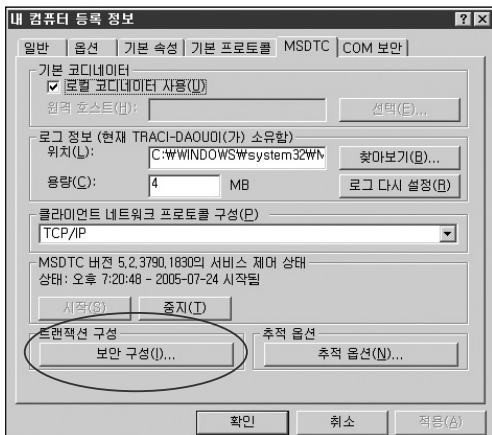 내 컴퓨터 등록 정보
일반 옵션 기본 속성 기본 프로토콜 MSDTC COM 보안
기본 코디네이터
로컬 코디네이터 사용(U)
원격 호스트(H): 선택(E)...
로그 정보 (현재 TRACI-DAOU이(가) 소유함)
위치(L): C:₩WINDOWS₩system32₩M 찾아보기(B)...
용량(C): 4 MB 로그 다시 설정(R)
클라이언트 네트워크 프로토콜 구성(P)
TCP/IP
MSDTC 버전 5,2,3790,1830의 서비스 제어 상태
상태: 오후 7:20:48 - 2005-07-24 시작됨
시작(S) 중지(T)
트랜잭션 구성 추적 옵션
보안 구성(I)... 추적 옵션(N)...
확인 취소 적용(A)